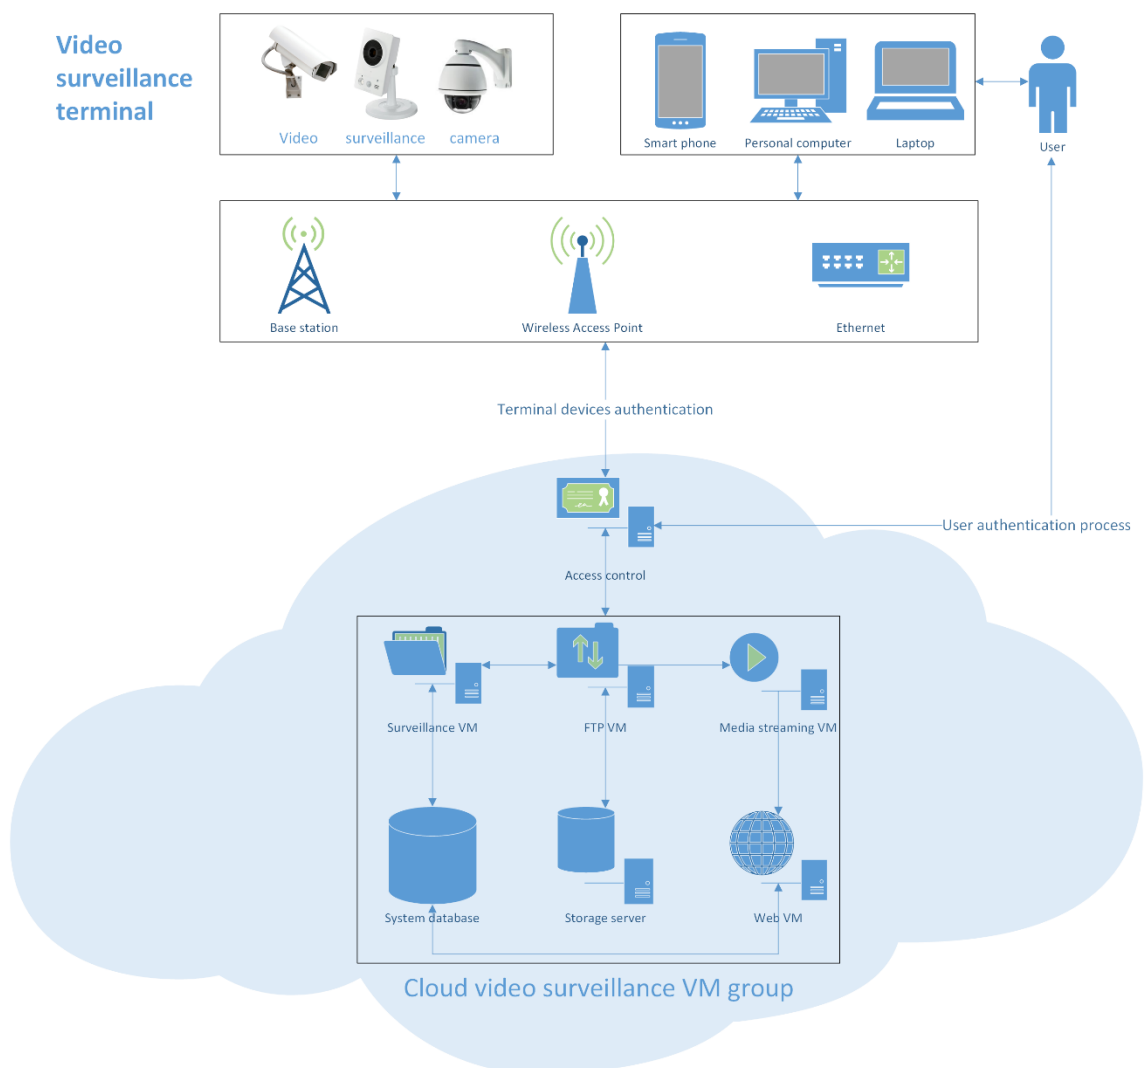 Video
surveillance
terminal
Video surveillance camera
Smart phone
Personal computer
Laptop
User
Base station
Wireless Access Point
Ethernet
Terminal devices authentication
User authentication process
Access control
Surveillance VM
FTP VM
Media streaming VM
System database
Storage server
Web VM
Cloud video surveillance VM group